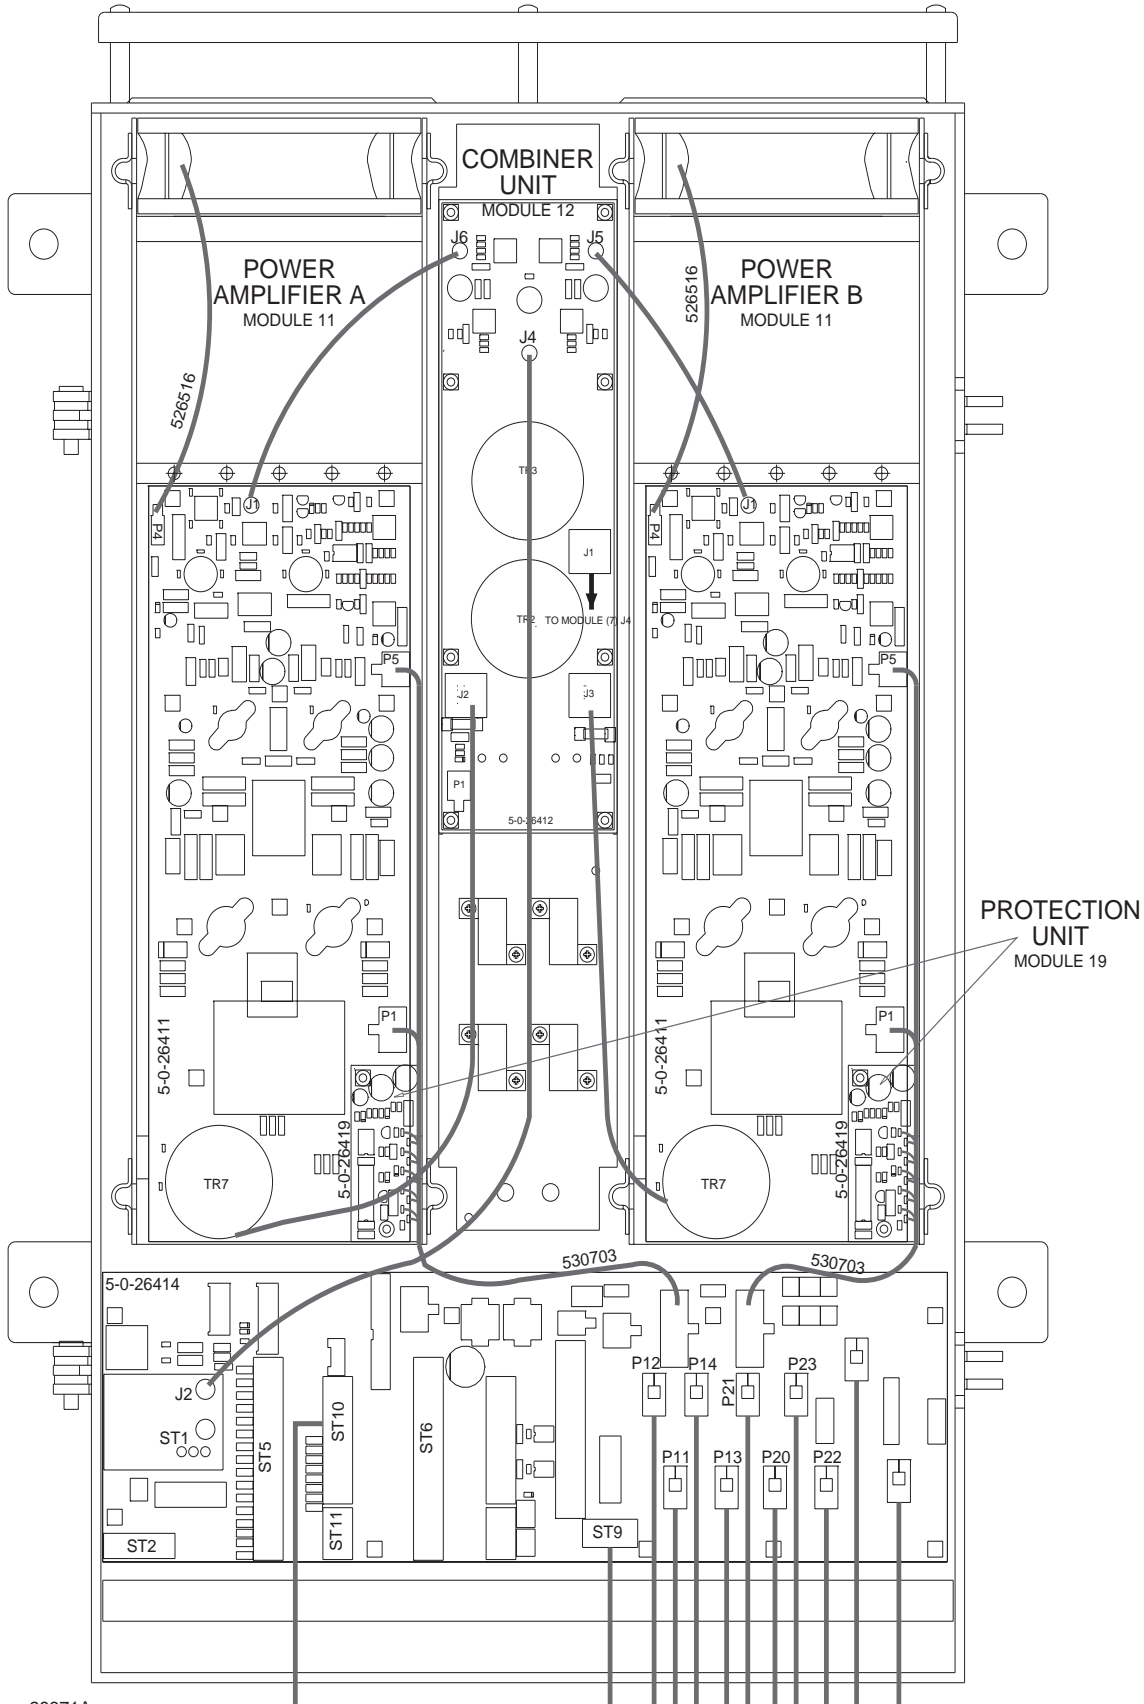 COMBINER
UNIT
MODULE 12
J6
J5
POWER
AMPLIFIER A
MODULE 11
POWER
AMPLIFIER B
MODULE 11
526516
526516
J4
TR3
J1
J1
P4
P4
J1
TR2
TO MODULE (7) J4
P5
P5
J2
J3
P1
5-0-26412
PROTECTION
UNIT
MODULE 19
P1
P1
5-0-26411
5-0-26411
5-0-26419
5-0-26419
TR7
TR7
530703
530703
5-0-26414
J2
ST1
ST5
ST10
ST6
P12
P14
P21
P23
P11
P13
P20
P22
ST2
ST11
ST9